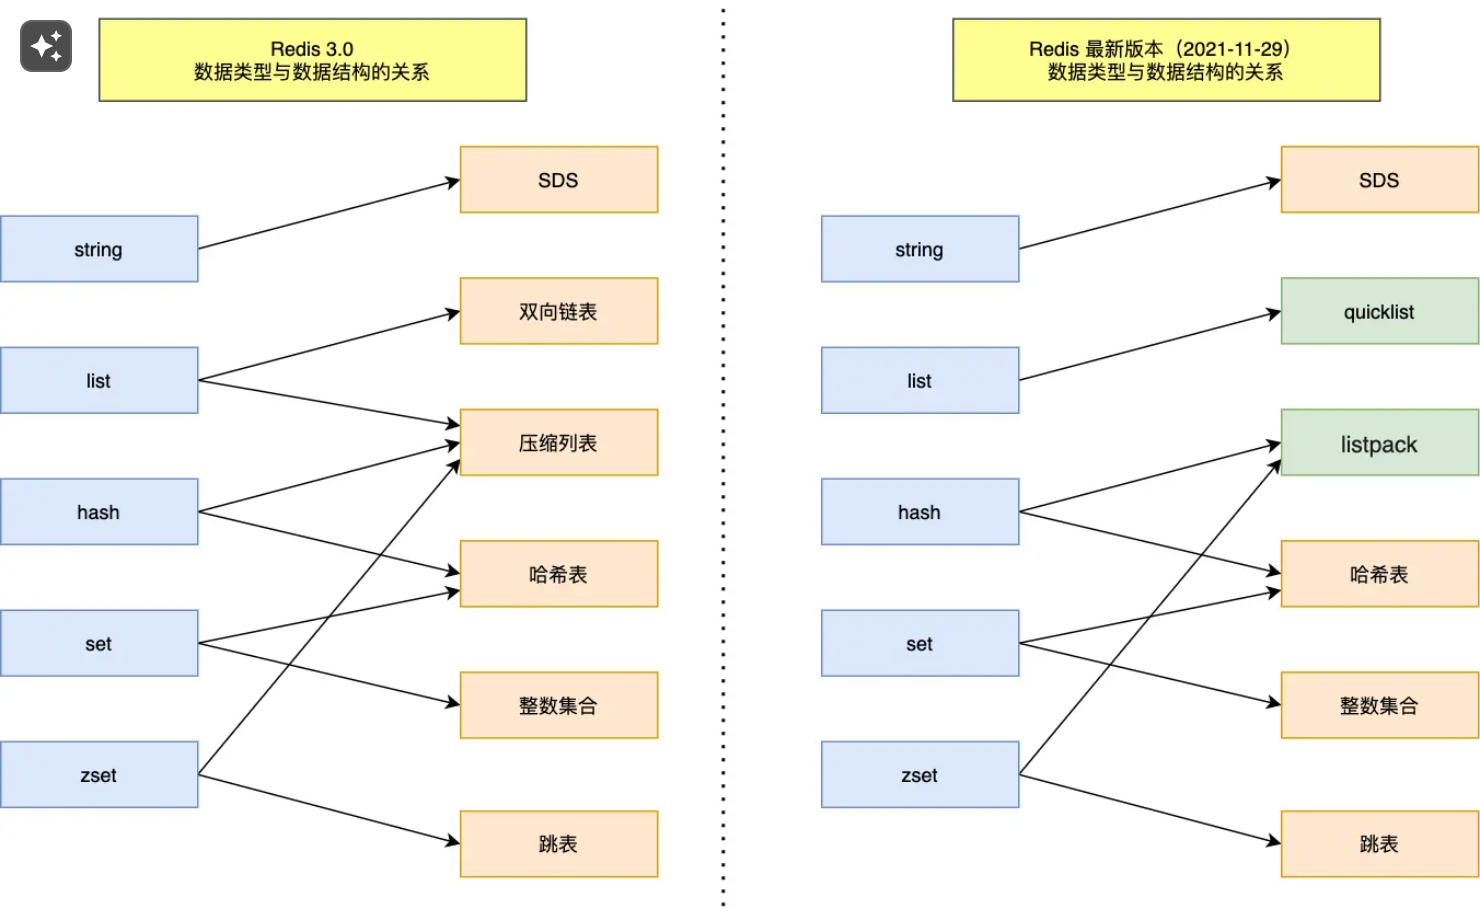 Redis 3.0
数据类型与数据结构的关系
SDS
string
双向链表
list
压缩列表
hash
哈希表
set
整数集合
zset
跳表
Redis 最新版本（2021-11-29）
数据类型与数据结构的关系
SDS
string
quicklist
list
listpack
hash
哈希表
set
整数集合
zset
跳表